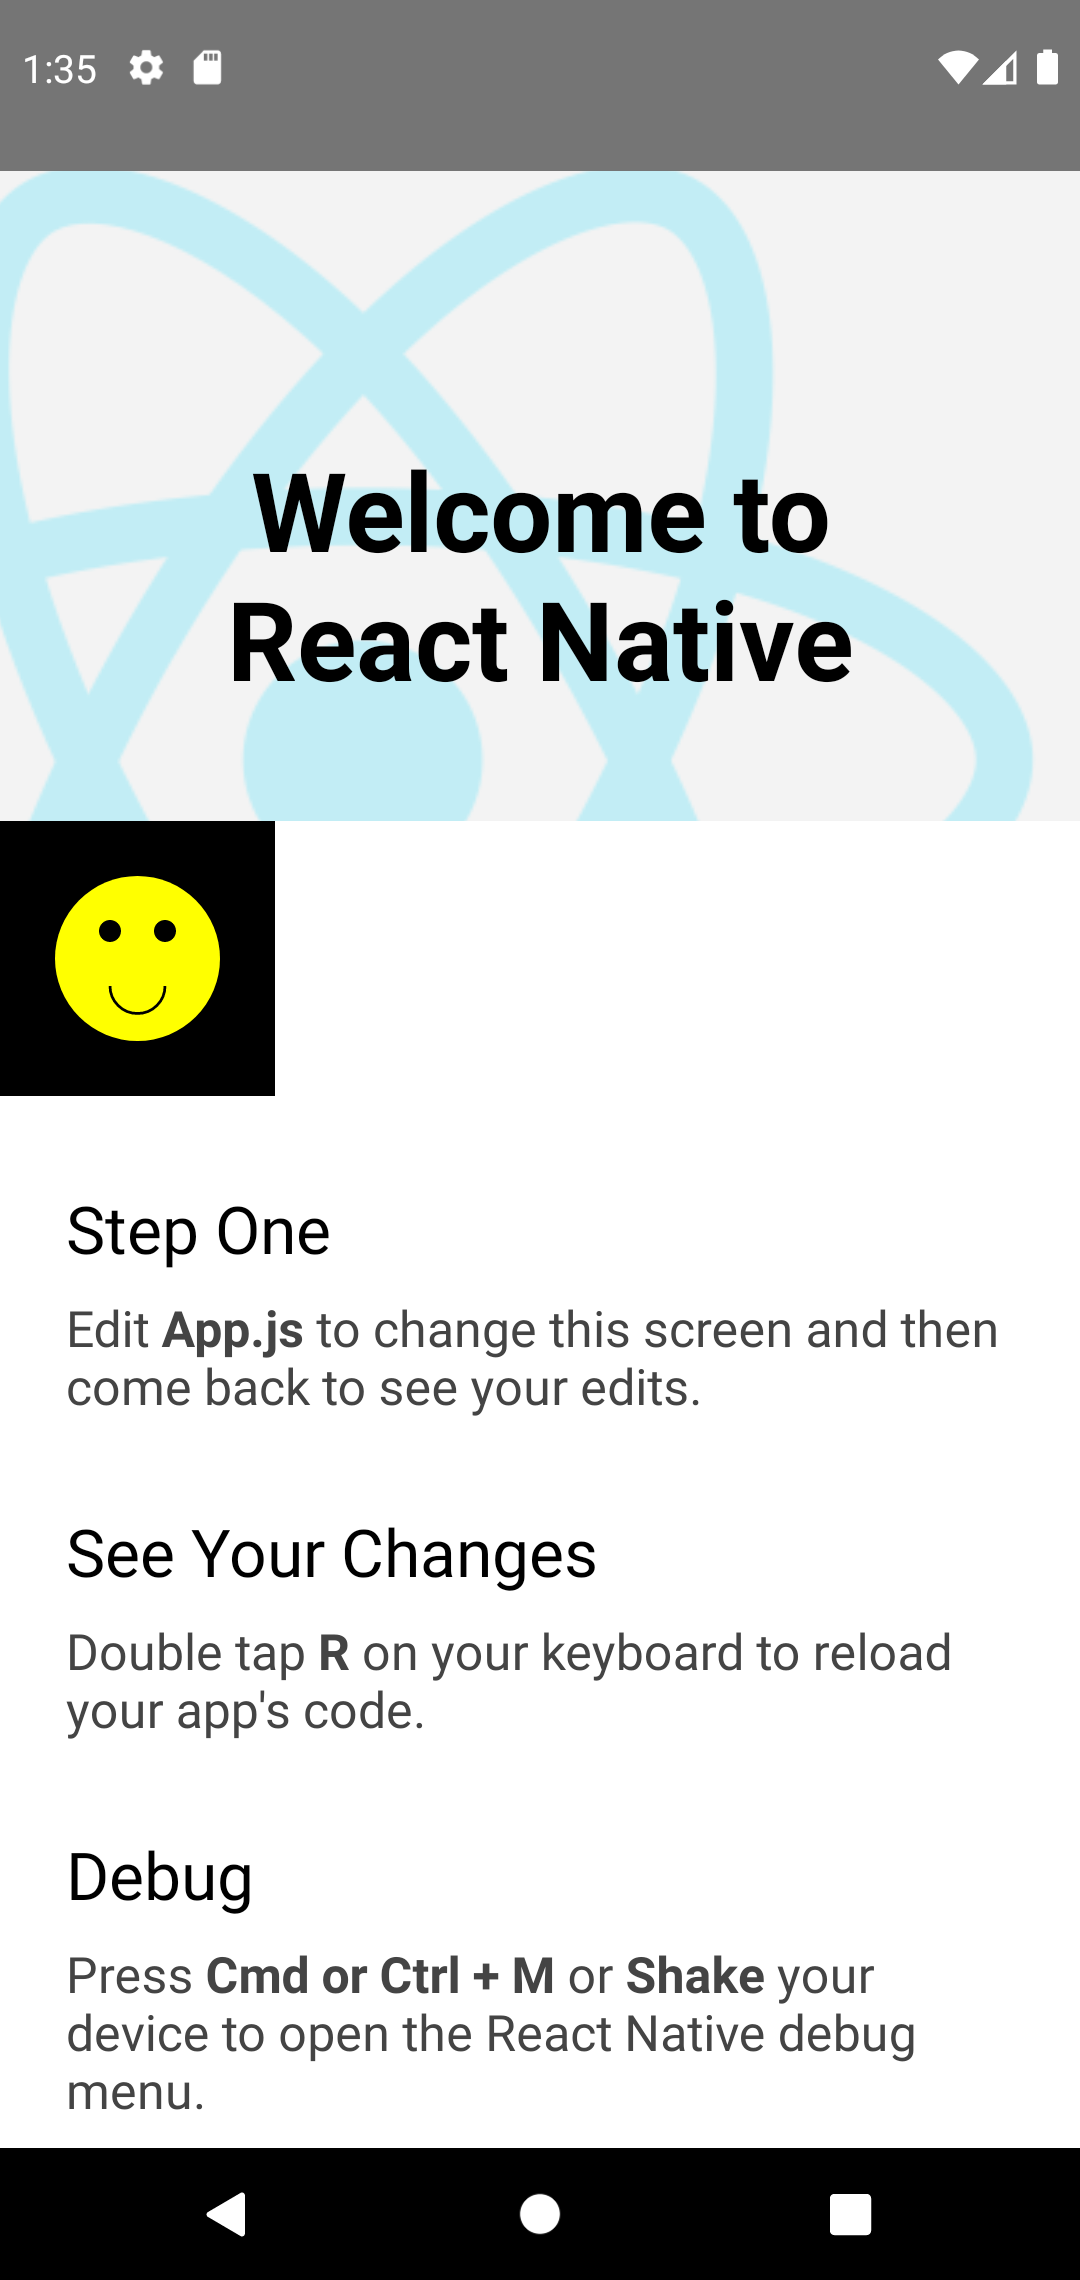 1:35
Welcome to
React Native
Step One
Edit App.js to change this screen and then
come back to see your edits.
See Your Changes
Double tap R on your keyboard to reload
your app's code.
Debug
Press Cmd or Ctrl + M or Shake your
device to open the React Native debug
menu.